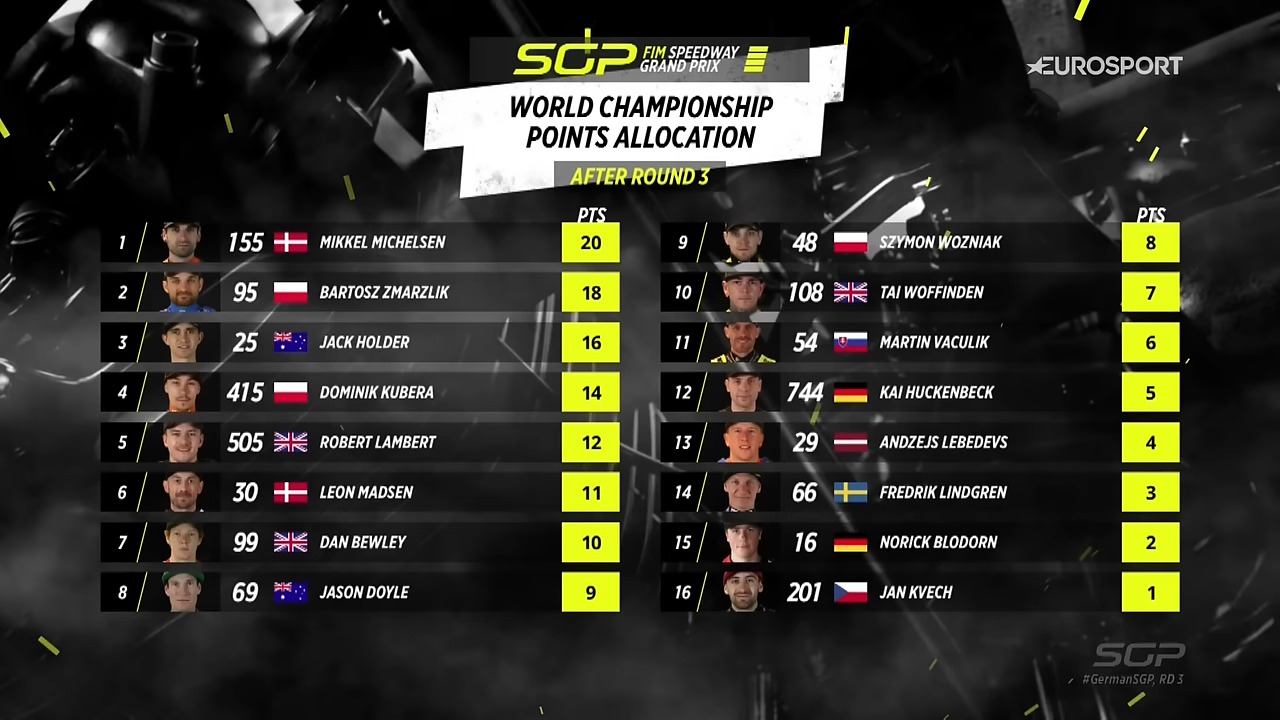 SGP FIM SPEEDWAY
GRAND PRIX
EUROSPORT
WORLD CHAMPIONSHIP
POINTS ALLOCATION
AFTER ROUND 3
PTS
1 155 MIKKEL MICHELSEN 20
2 95 BARTOSZ ZMARZLIK 18
3 25 JACK HOLDER 16
4 415 DOMINIK KUBERA 14
5 505 ROBERT LAMBERT 12
6 30 LEON MADSEN 11
7 99 DAN BEWLEY 10
8 69 JASON DOYLE 9
PTS
9 48 SZYMON WOZNIAK 8
10 108 TAI WOFFINDEN 7
11 54 MARTIN VACULIK 6
12 744 KAI HUCKENBECK 5
13 29 ANDZEJS LEBEDEVS 4
14 66 FREDRIK LINDGREN 3
15 16 NORICK BLODORN 2
16 201 JAN KVECH 1
SGP
#GermanSGP, RD 3